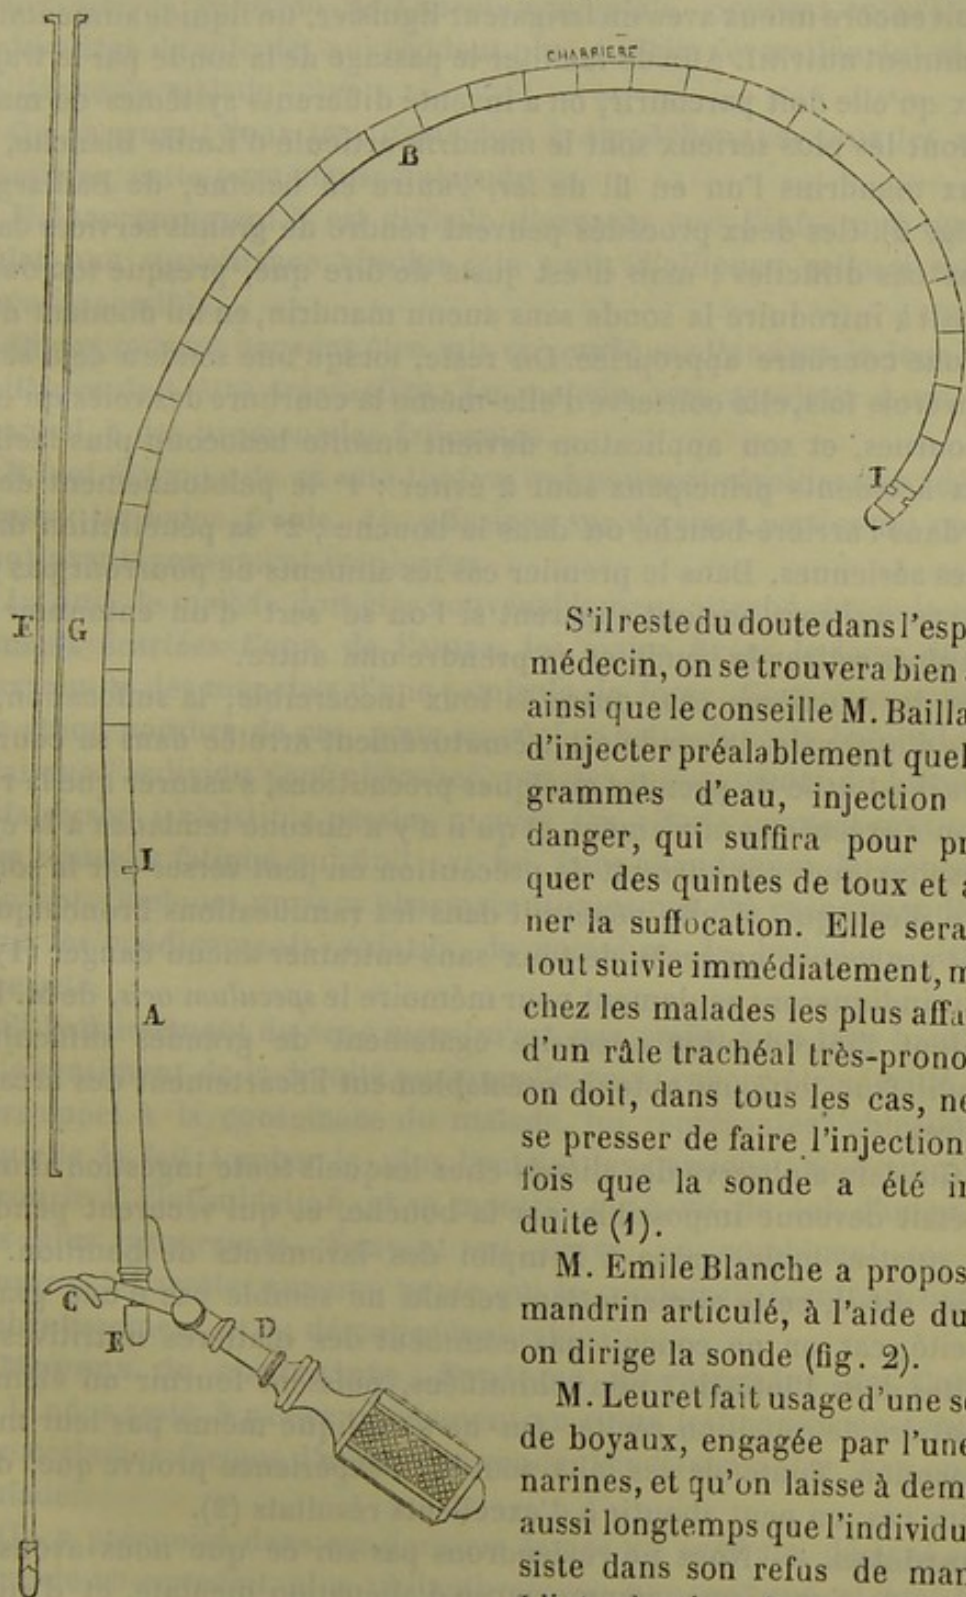 CHARRIERE
B
I
F
G
I
A
C
E
D
S'il reste du doute dans l'esp
médecin, on se trouvera bien
ainsi que le conseille M. Bailla
d'injecter préalablement quel
grammes d'eau, injection
danger, qui suffira pour pr
quer des quintes de toux et a
ner la suffocation. Elle sera
tout suivie immédiatement, m
chez les malades les plus affa
d'un râle trachéal très-prono
on doit, dans tous les cas, ne
se presser de faire l'injection
fois que la sonde a été in
duite (1).
M. Emile Blanche a propos
mandrin articulé, à l'aide du
on dirige la sonde (fig. 2).
M. Leuret fait usage d'une s
de boyaux, engagée par l'une
narines, et qu'on laisse à dem
aussi longtemps que l'individu
siste dans son refus de man